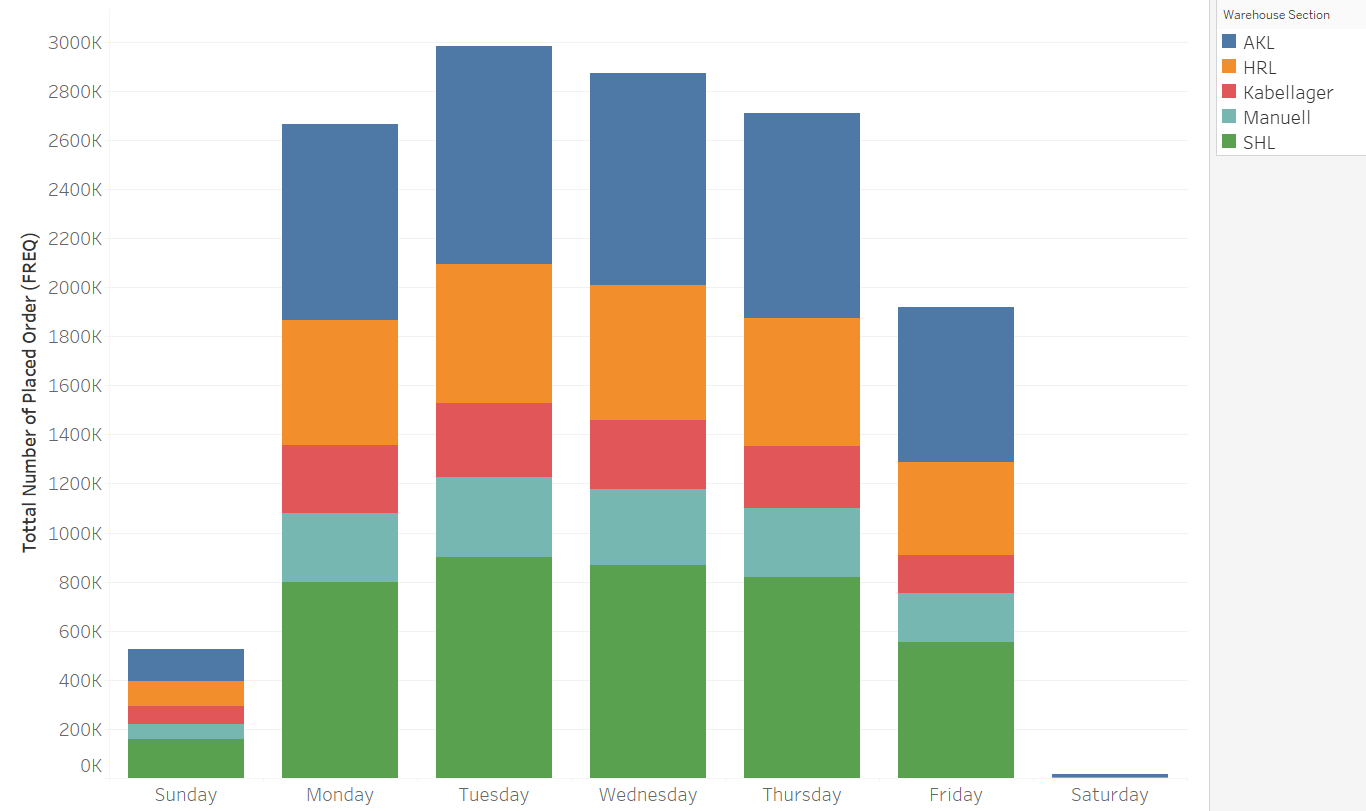 Tottal Number of Placed Order (FREQ)
3000K
2800K
2600K
2400K
2200K
2000K
1800K
1600K
1400K
1200K
1000K
800K
600K
400K
200K
0K
Sunday
Monday
Tuesday
Wednesday
Thursday
Friday
Saturday
Warehouse Section
AKL
HRL
Kabellager
Manuell
SHL